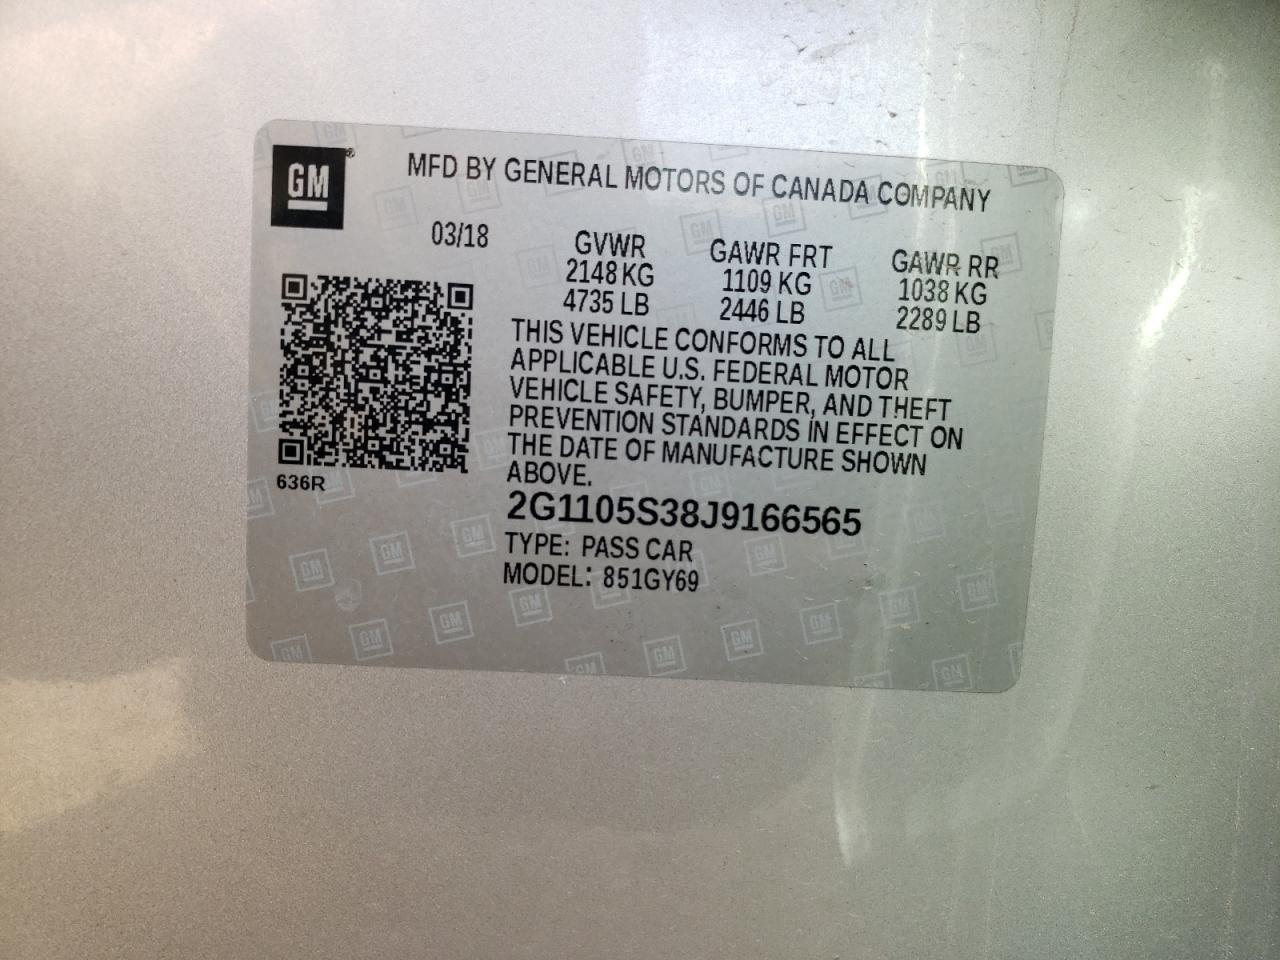 GM®
MFD BY GENERAL MOTORS OF CANADA COMPANY
03/18
GVWR
2148 KG
4735 LB
GAWR FRT
1109 KG
2446 LB
GAWR RR
1038 KG
2289 LB
THIS VEHICLE CONFORMS TO ALL
APPLICABLE U.S. FEDERAL MOTOR
VEHICLE SAFETY, BUMPER, AND THEFT
PREVENTION STANDARDS IN EFFECT ON
THE DATE OF MANUFACTURE SHOWN
ABOVE.
636R
2G1105S38J9166565
TYPE: PASS CAR
MODEL: 851GY69